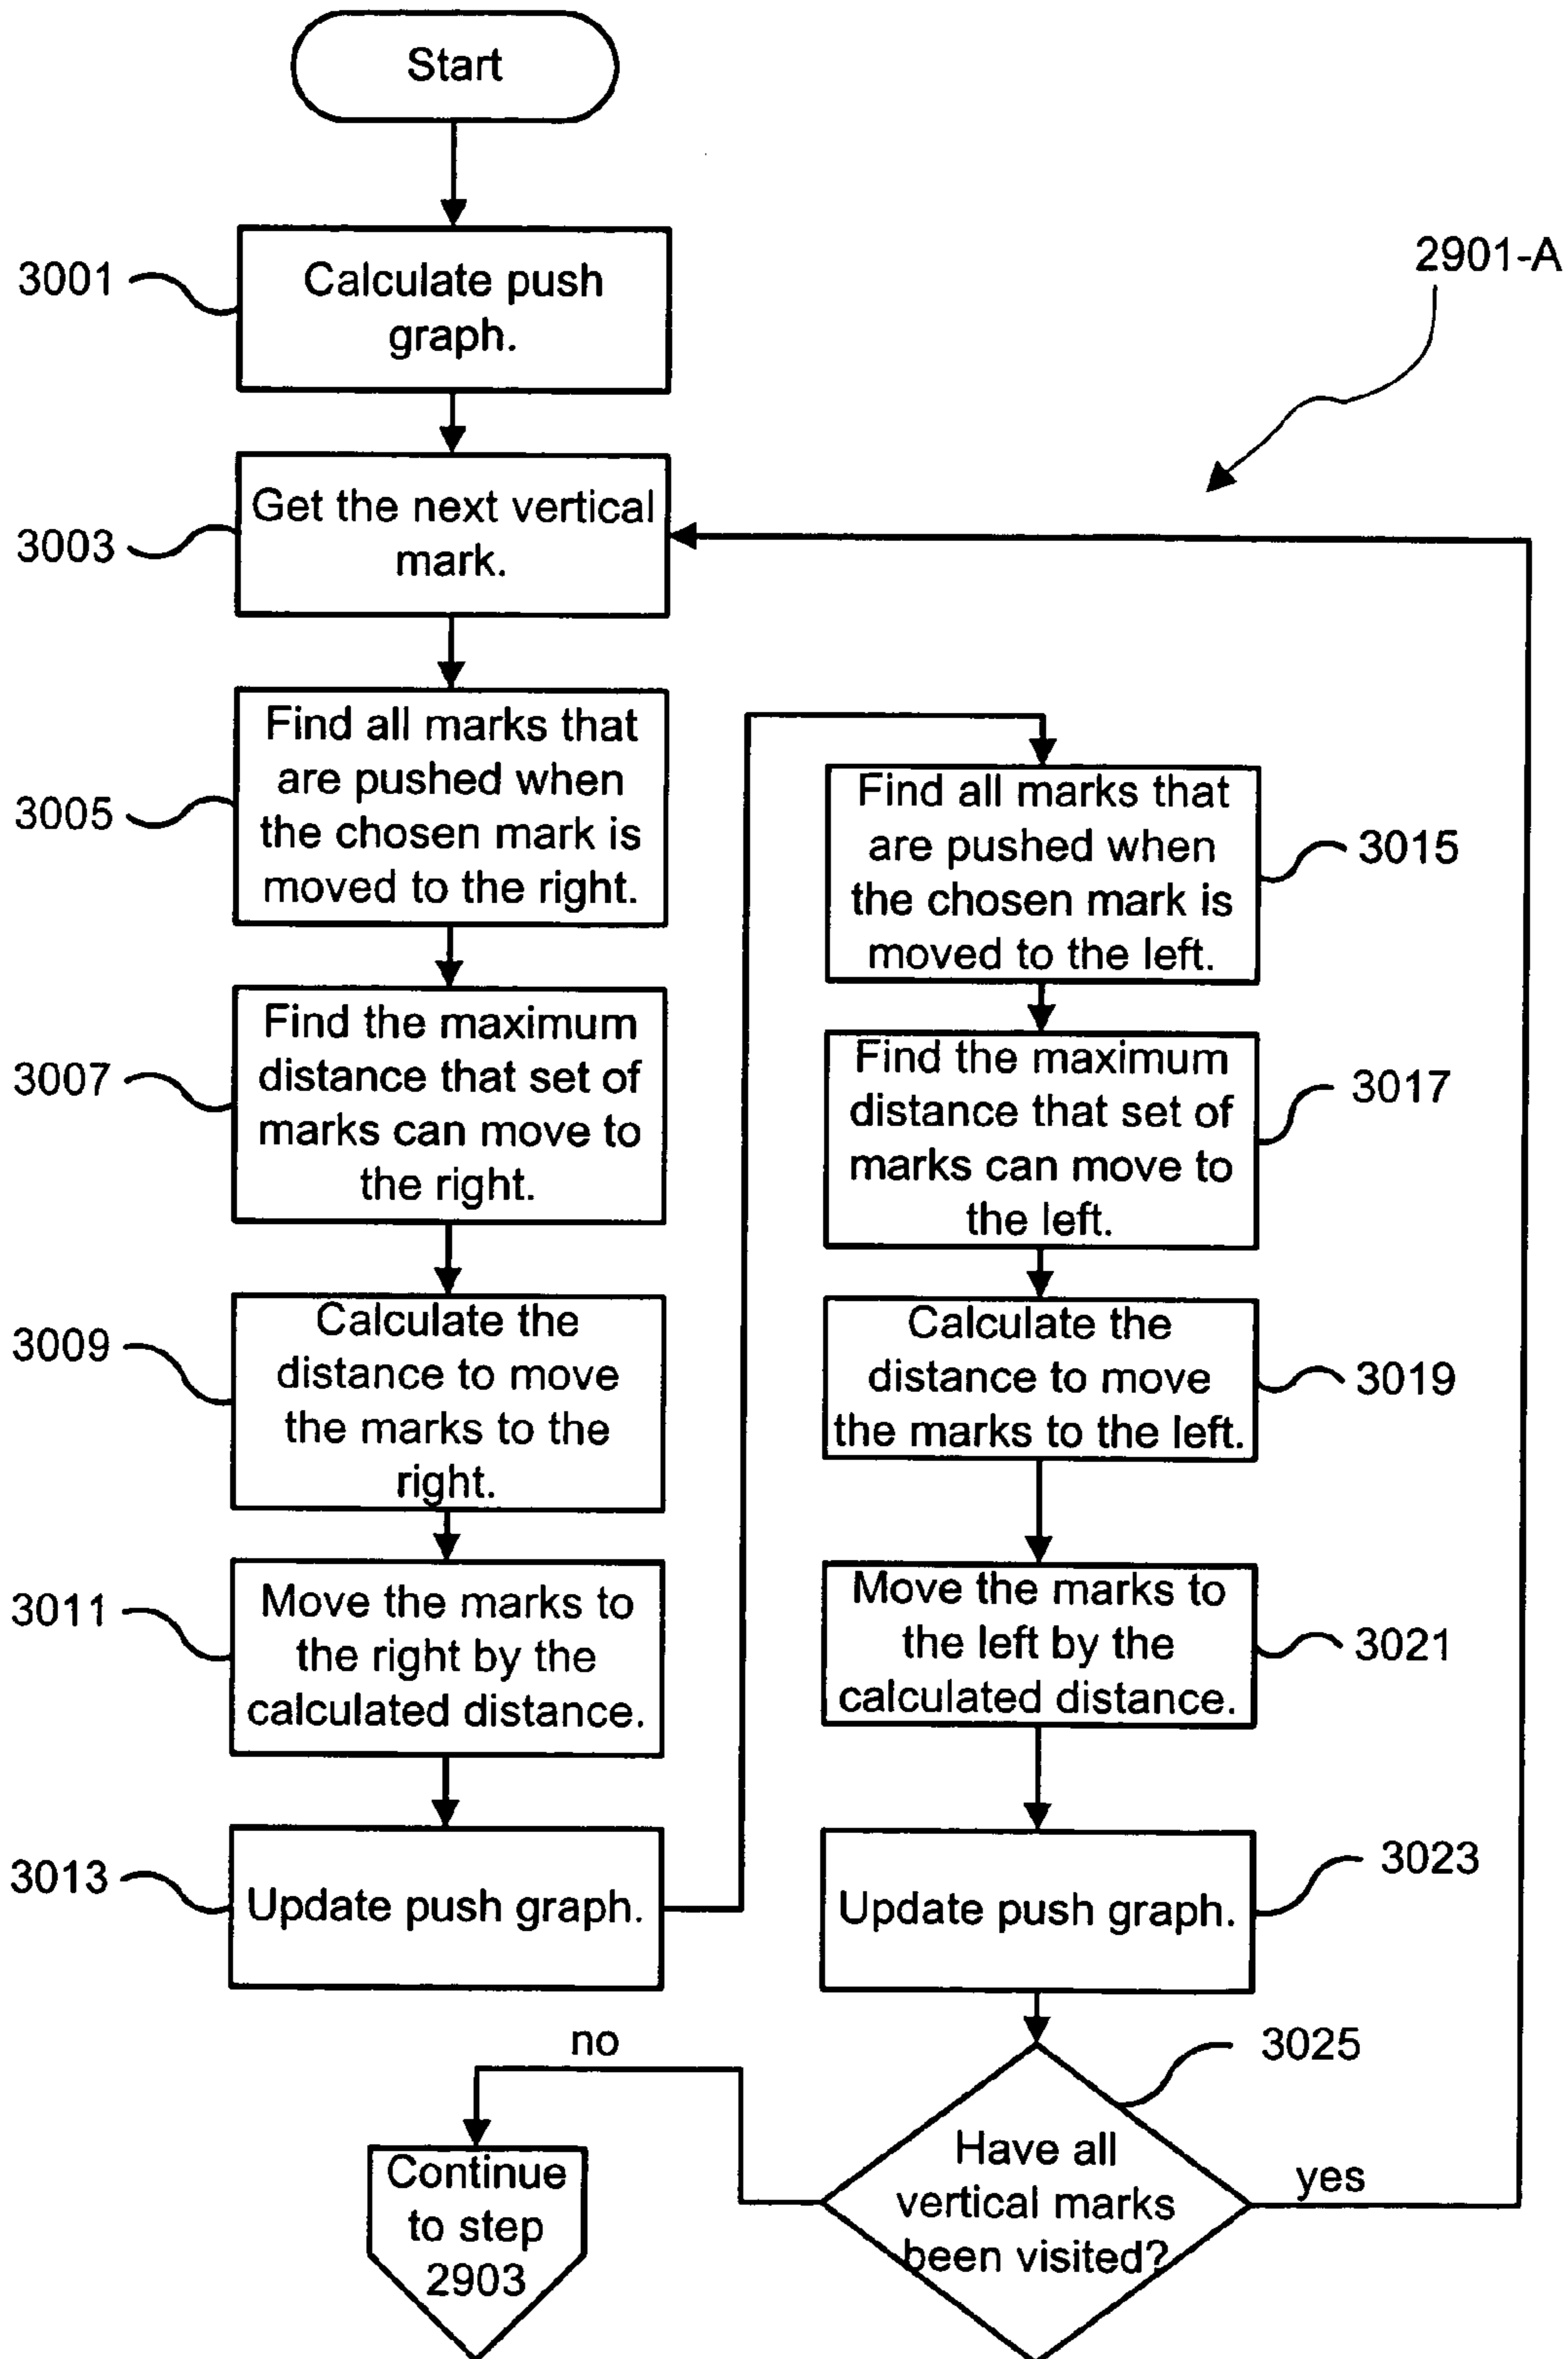 Start
3001
Calculate push
graph.
2901-A
3003
Get the next vertical
mark.
3005
Find all marks that
are pushed when
the chosen mark is
moved to the right.
3007
Find the maximum
distance that set of
marks can move to
the right.
3009
Calculate the
distance to move
the marks to the
right.
3011
Move the marks to
the right by the
calculated distance.
3013
Update push graph.
Find all marks that
are pushed when
the chosen mark is
moved to the left.
3015
Find the maximum
distance that set of
marks can move to
the left.
3017
Calculate the
distance to move
the marks to the left.
3019
Move the marks to
the left by the
calculated distance.
3021
Update push graph.
3023
3025
Have all
vertical marks
been visited?
yes
no
Continue
to step
2903